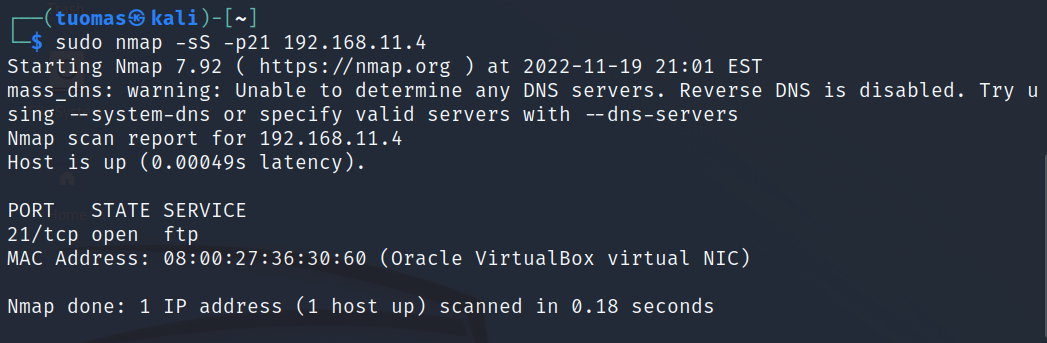 ┌──(tuomas㉿kali)-[~]
└─$ sudo nmap -sS -p21 192.168.11.4
Starting Nmap 7.92 ( https://nmap.org ) at 2022-11-19 21:01 EST
mass_dns: warning: Unable to determine any DNS servers. Reverse DNS is disabled. Try u
sing --system-dns or specify valid servers with --dns-servers
Nmap scan report for 192.168.11.4
Host is up (0.00049s latency).
PORT   STATE SERVICE
21/tcp open  ftp
MAC Address: 08:00:27:36:30:60 (Oracle VirtualBox virtual NIC)
Nmap done: 1 IP address (1 host up) scanned in 0.18 seconds